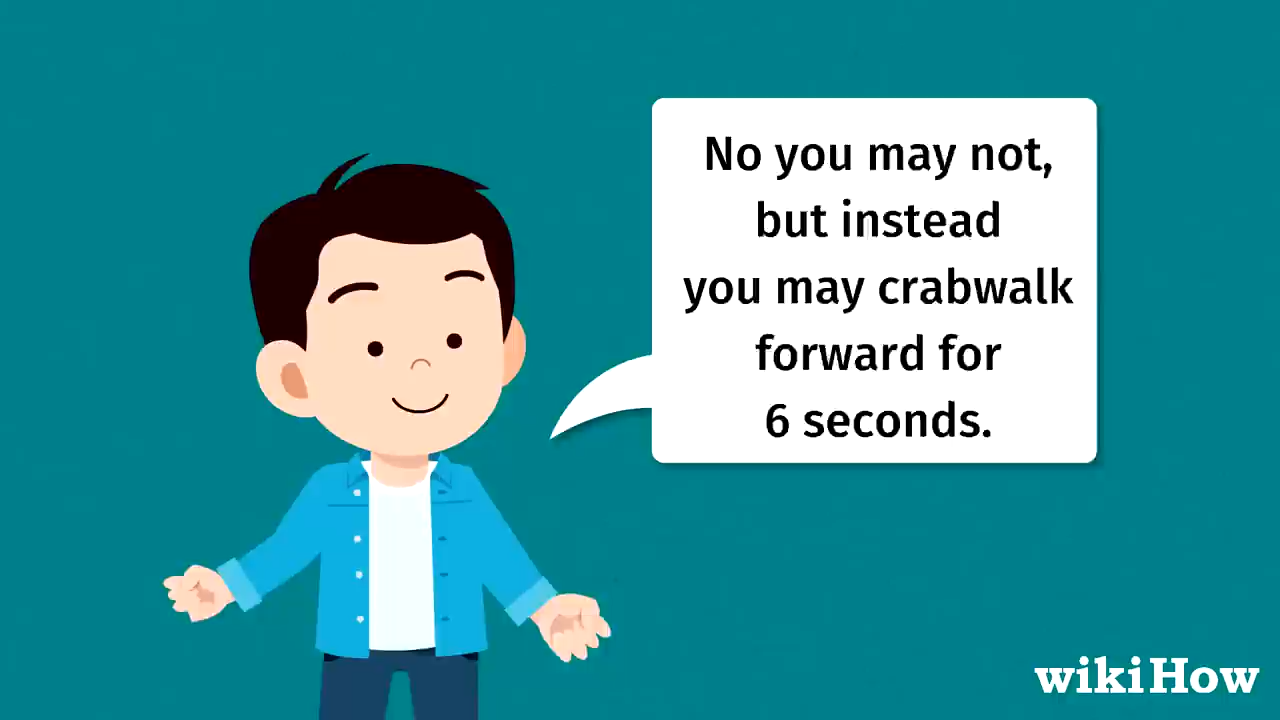 No you may not,
but instead
you may crabwalk
forward for
6 seconds.
wikiHow